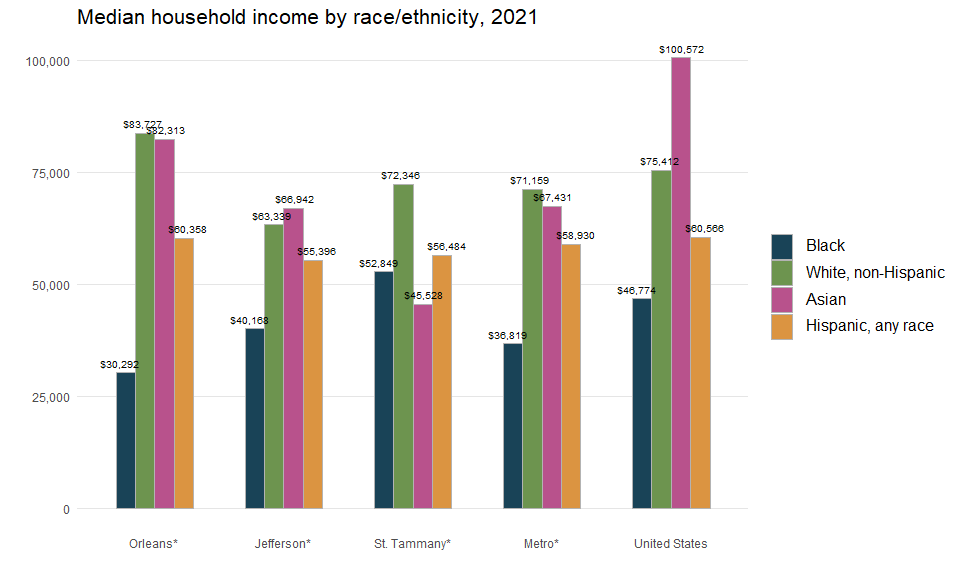 Median household income by race/ethnicity, 2021
100,000
75,000
50,000
25,000
0
$30,292
$83,727
$82,313
$60,358
$40,168
$63,339
$66,942
$55,396
$52,849
$72,346
$45,528
$56,484
$36,819
$71,159
$67,431
$58,930
$46,774
$75,412
$100,572
$60,566
Orleans*
Jefferson*
St. Tammany*
Metro*
United States
Black
White, non-Hispanic
Asian
Hispanic, any race